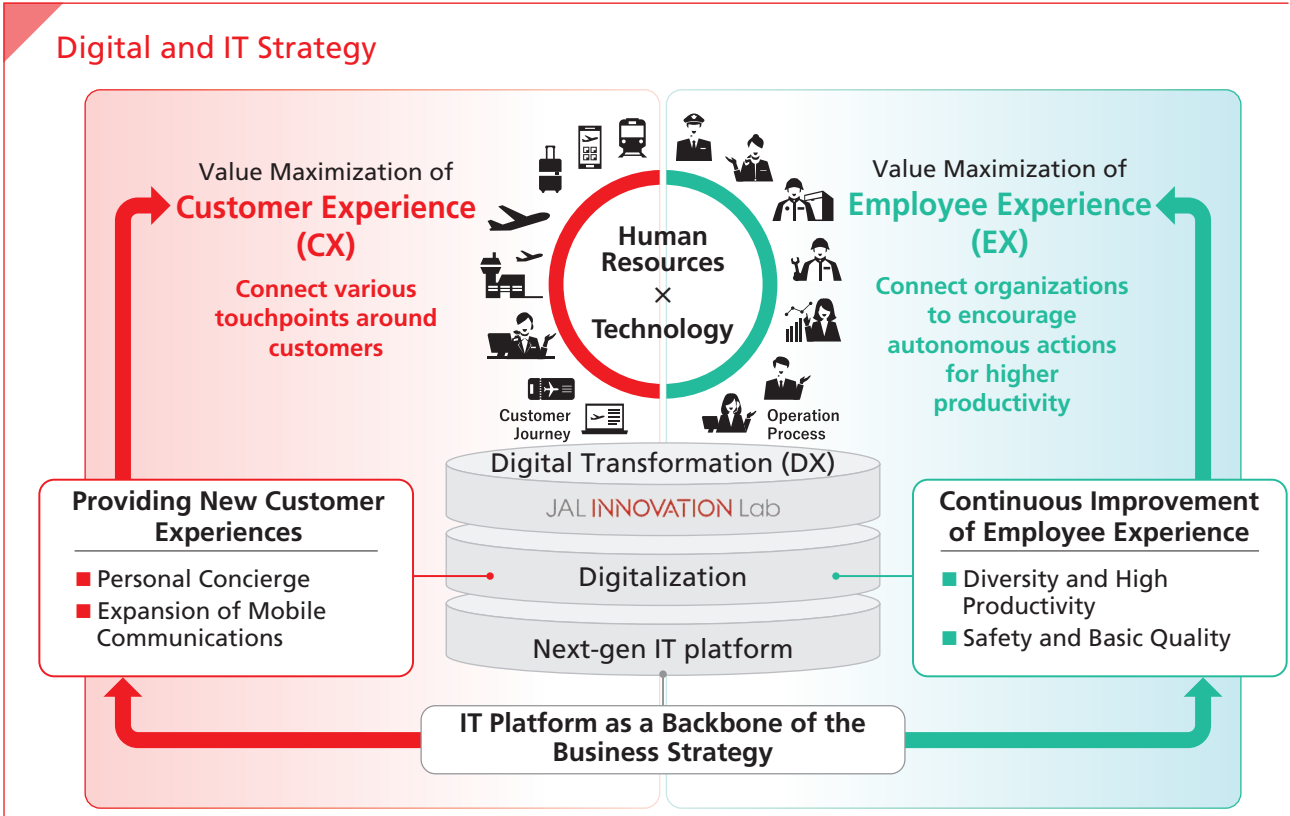 Digital and IT Strategy
Value Maximization of
Customer Experience
(CX)
Connect various
touchpoints around
customers
Human
Resources
×
Technology
Value Maximization of
Employee Experience
(EX)
Connect organizations
to encourage
autonomous actions
for higher
productivity
Customer
Journey
Operation
Process
Digital Transformation (DX)
JAL INNOVATION Lab
Digitalization
Next-gen IT platform
Providing New Customer
Experiences
■ Personal Concierge
■ Expansion of Mobile
Communications
Continuous Improvement
of Employee Experience
■ Diversity and High
Productivity
■ Safety and Basic Quality
IT Platform as a Backbone of the
Business Strategy